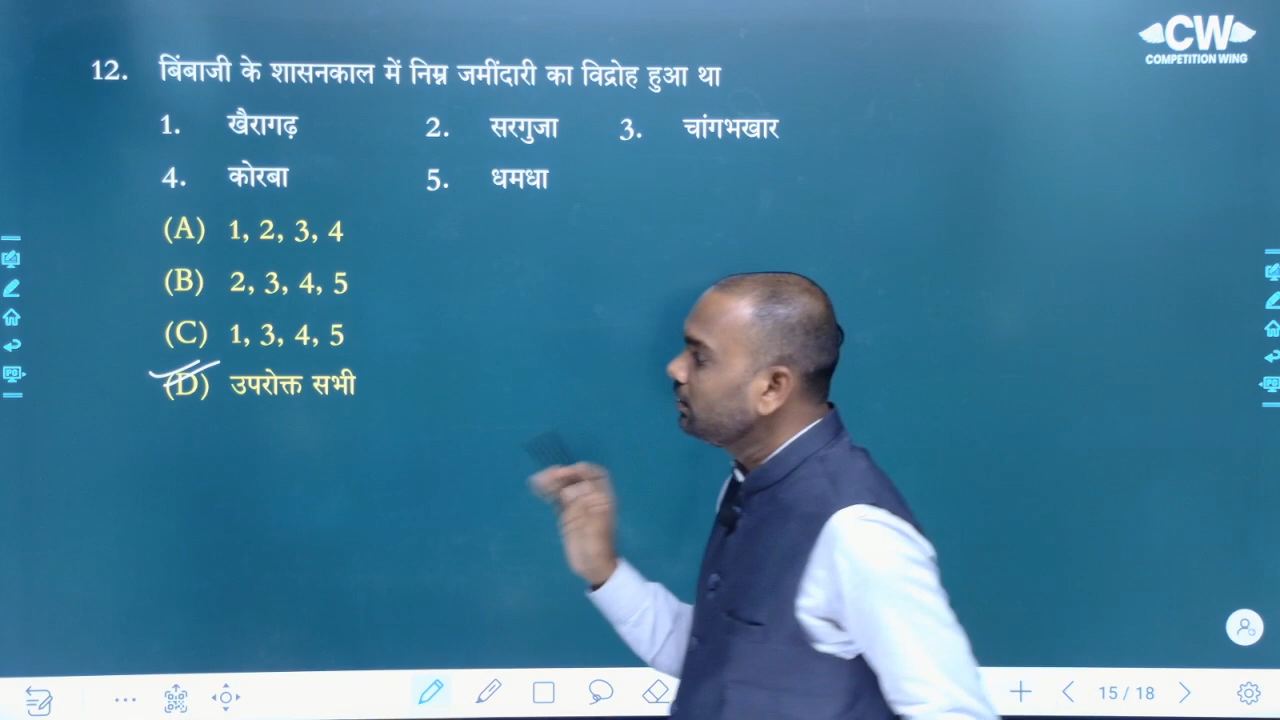 CW
COMPETITION WING
12. बिंबाजी के शासनकाल में निम्न जमींदारी का विद्रोह हुआ था
1. खैरागढ़ 2. सरगुजा 3. चांगभखार
4. कोरबा 5. धमधा
(A) 1, 2, 3, 4
(B) 2, 3, 4, 5
(C) 1, 3, 4, 5
(D) उपरोक्त सभी
15 / 18